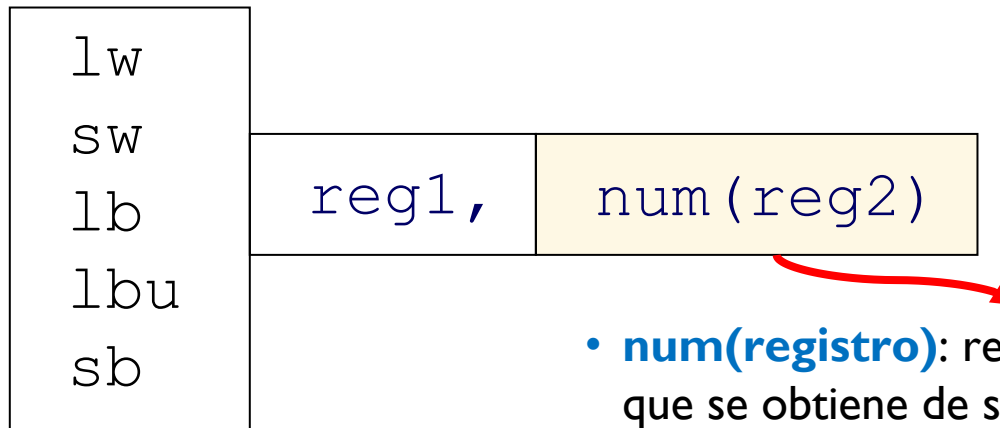 lw
sw
lb
lbu
sb
reg1,
num(reg2)
• num(registro): re
que se obtiene de s